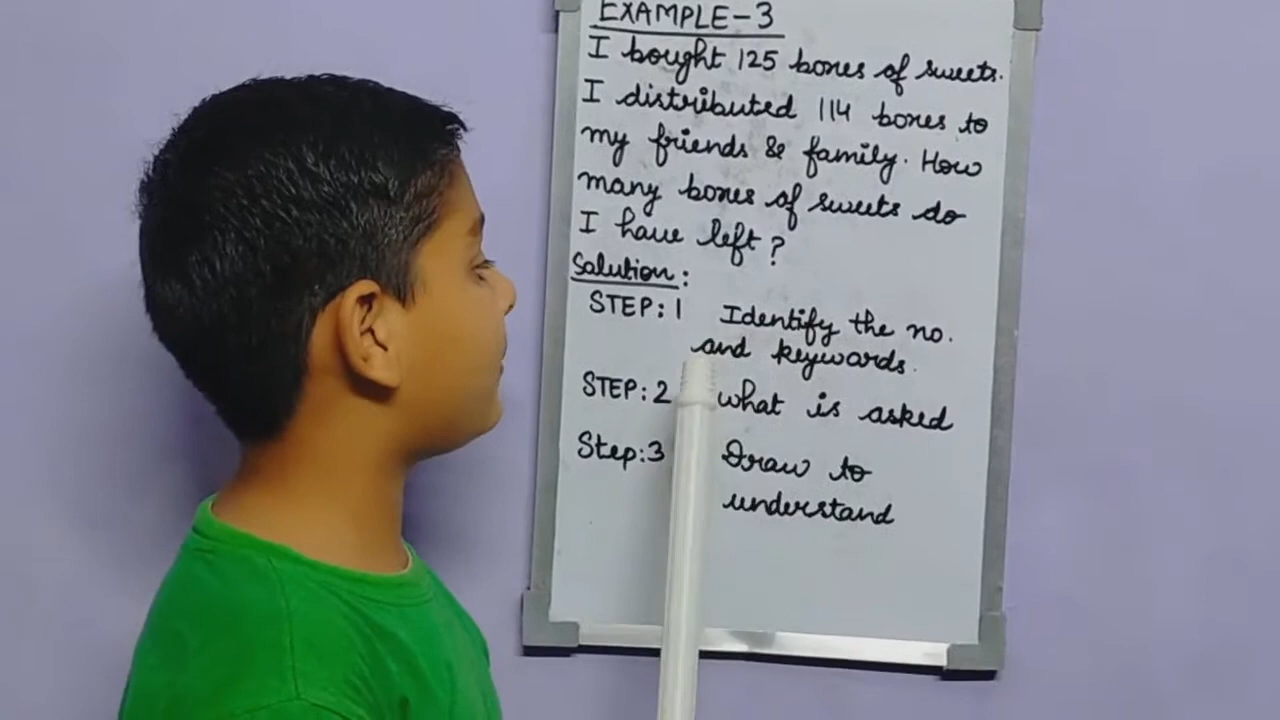 EXAMPLE-3
I bought 125 boxes of sweets.
I distributed 114 boxes to
my friends & family. How
many boxes of sweets do
I have left?
Solution:
STEP: 1 Identify the no.
and keywords.
STEP: 2 what is asked
Step: 3 Draw to
understand